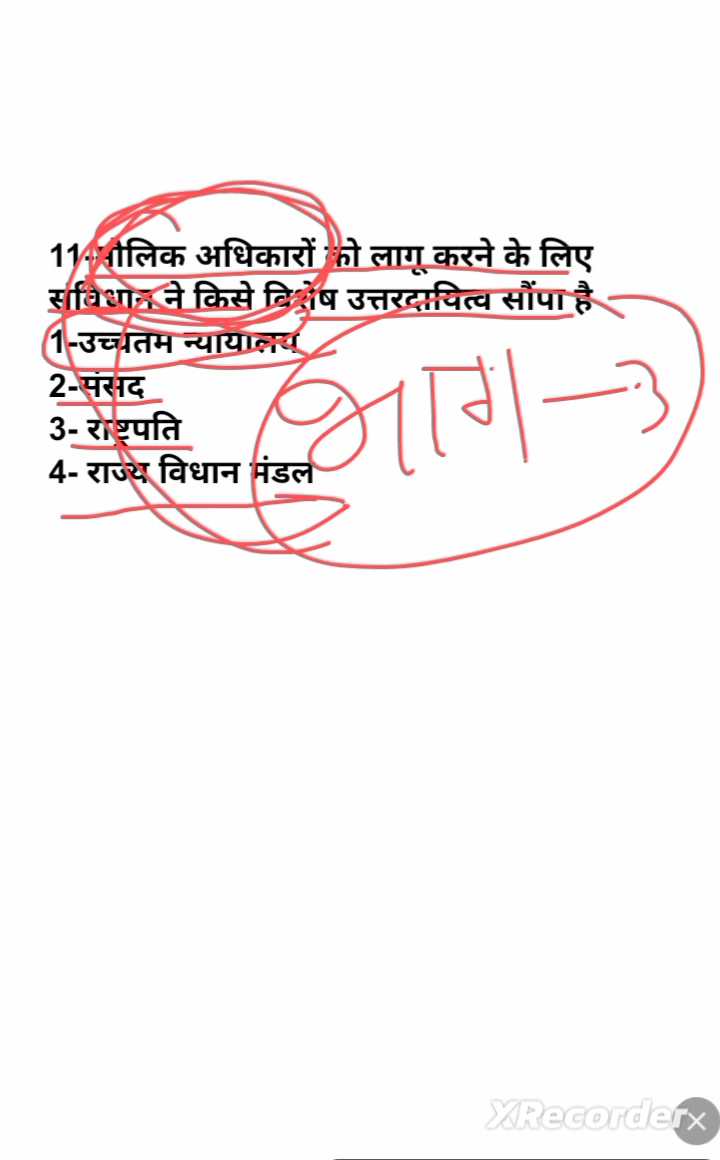 11-मौलिक अधिकारों को लागू करने के लिए
संविधान ने किसे विशेष उत्तरदायित्व सौंपा है
1-उच्चतम न्यायालय
2-संसद
3- राष्ट्रपति
4- राज्य विधान मंडल
भाग-3
XRecorder